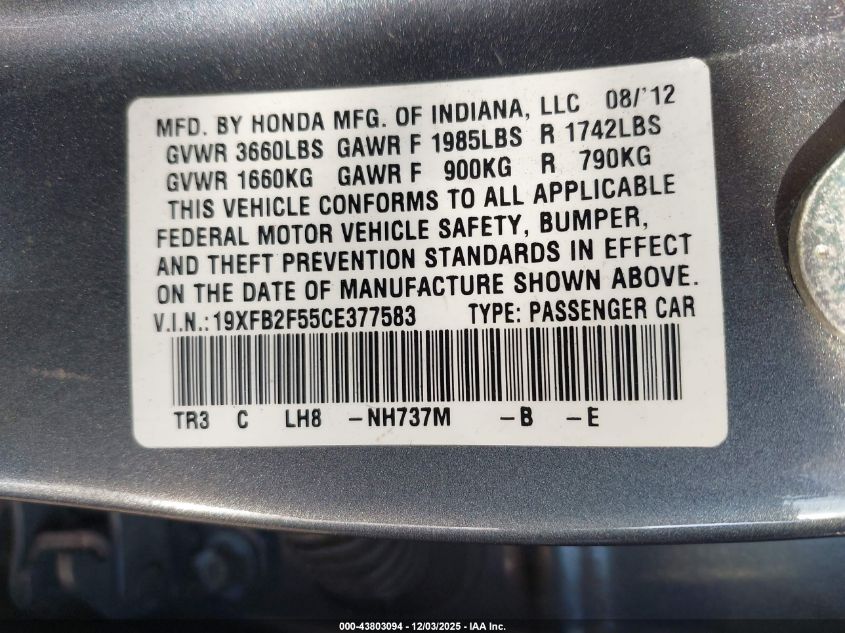 MFD. BY HONDA MFG. OF INDIANA, LLC 08/'12
GVWR 3660LBS GAWR F 1985LBS R 1742LBS
GVWR 1660KG GAWR F 900KG R 790KG
THIS VEHICLE CONFORMS TO ALL APPLICABLE
FEDERAL MOTOR VEHICLE SAFETY, BUMPER,
AND THEFT PREVENTION STANDARDS IN EFFECT
ON THE DATE OF MANUFACTURE SHOWN ABOVE.
V.I.N.:19XFB2F55CE377583 TYPE: PASSENGER CAR
TR3 C LH8 -NH737M -B -E
000-43803094 - 12/03/2025 - IAA Inc.